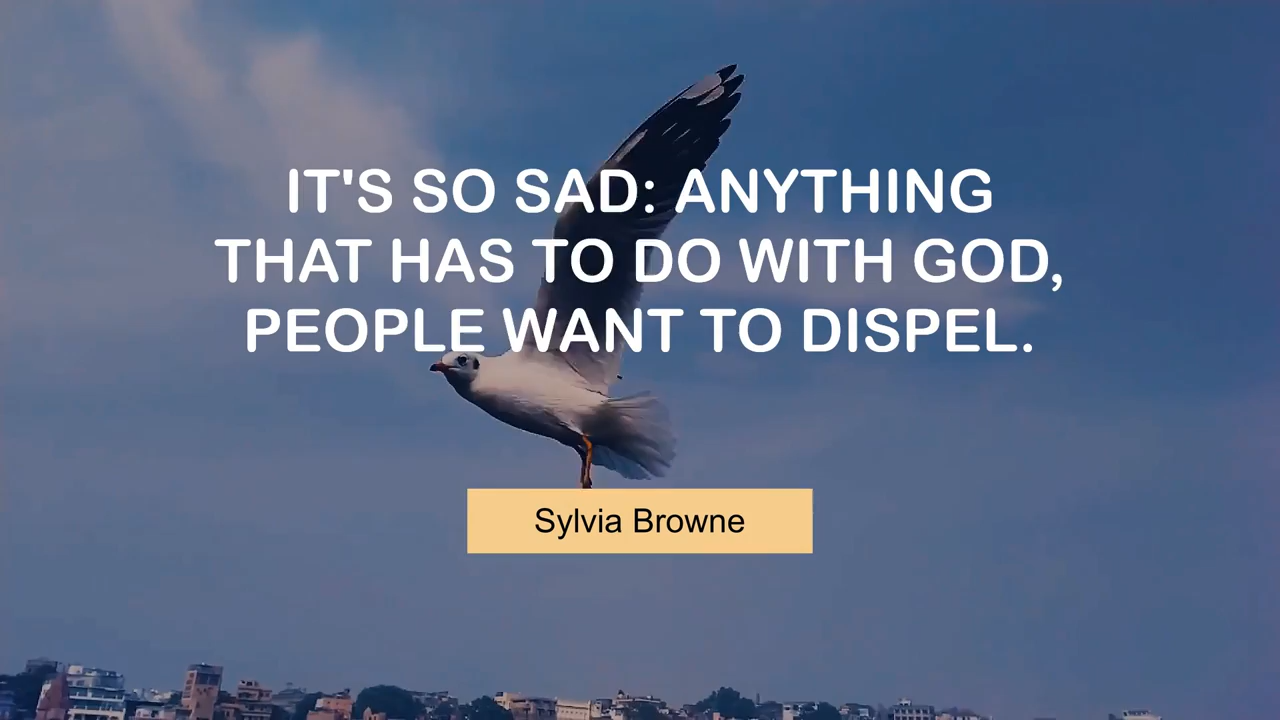 IT'S SO SAD: ANYTHING
THAT HAS TO DO WITH GOD,
PEOPLE WANT TO DISPEL.
Sylvia Browne